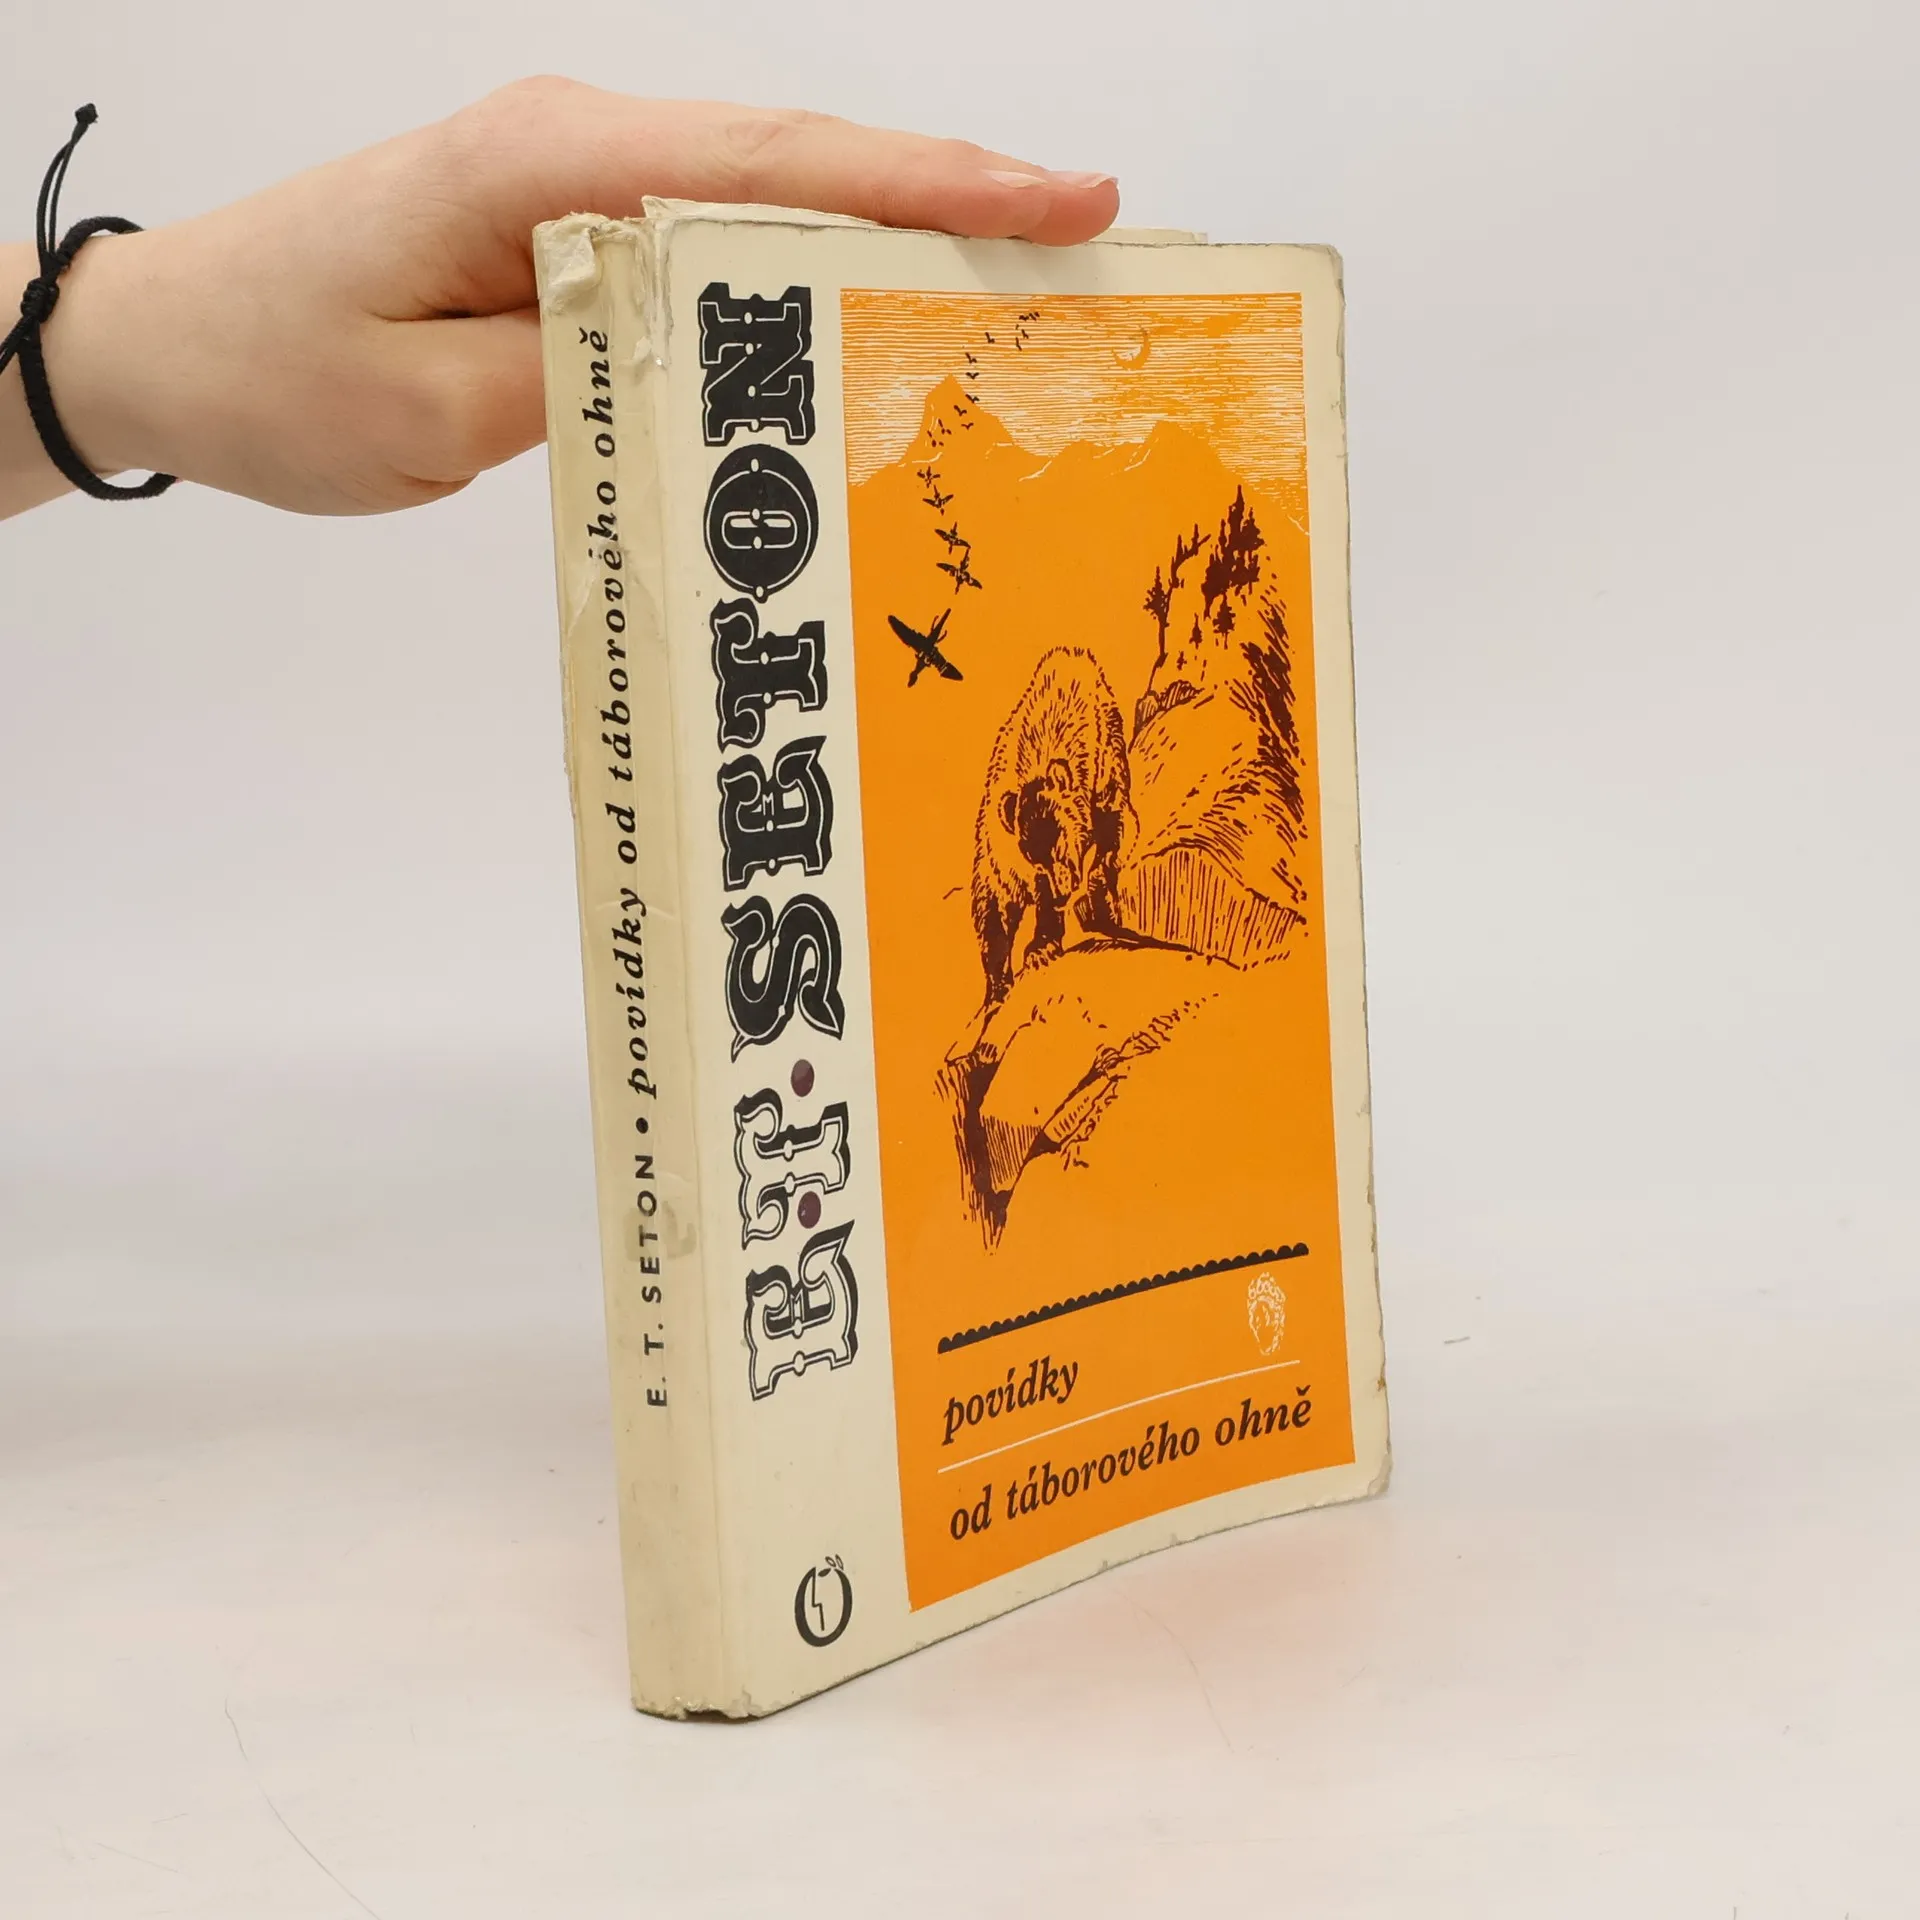 E. T. SETON • povídky od táborového ohně
E.T. SETON
povídky
od táborového ohně